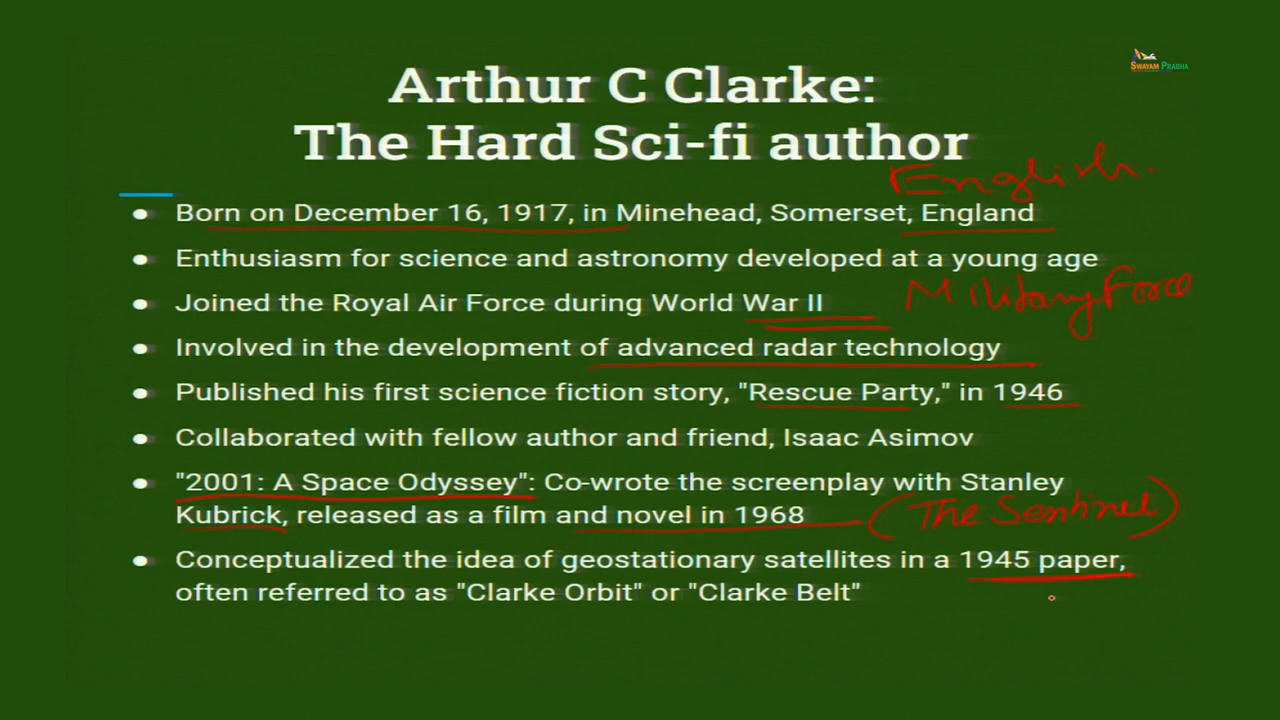 SWAYAM PRABHA
Arthur C Clarke:
The Hard Sci-fi author
English.
● Born on December 16, 1917, in Minehead, Somerset, England
● Enthusiasm for science and astronomy developed at a young age
● Joined the Royal Air Force during World War II
Military Force
● Involved in the development of advanced radar technology
● Published his first science fiction story, "Rescue Party," in 1946
● Collaborated with fellow author and friend, Isaac Asimov
● "2001: A Space Odyssey": Co-wrote the screenplay with Stanley
Kubrick, released as a film and novel in 1968 (The Sentinel)
● Conceptualized the idea of geostationary satellites in a 1945 paper,
often referred to as "Clarke Orbit" or "Clarke Belt"